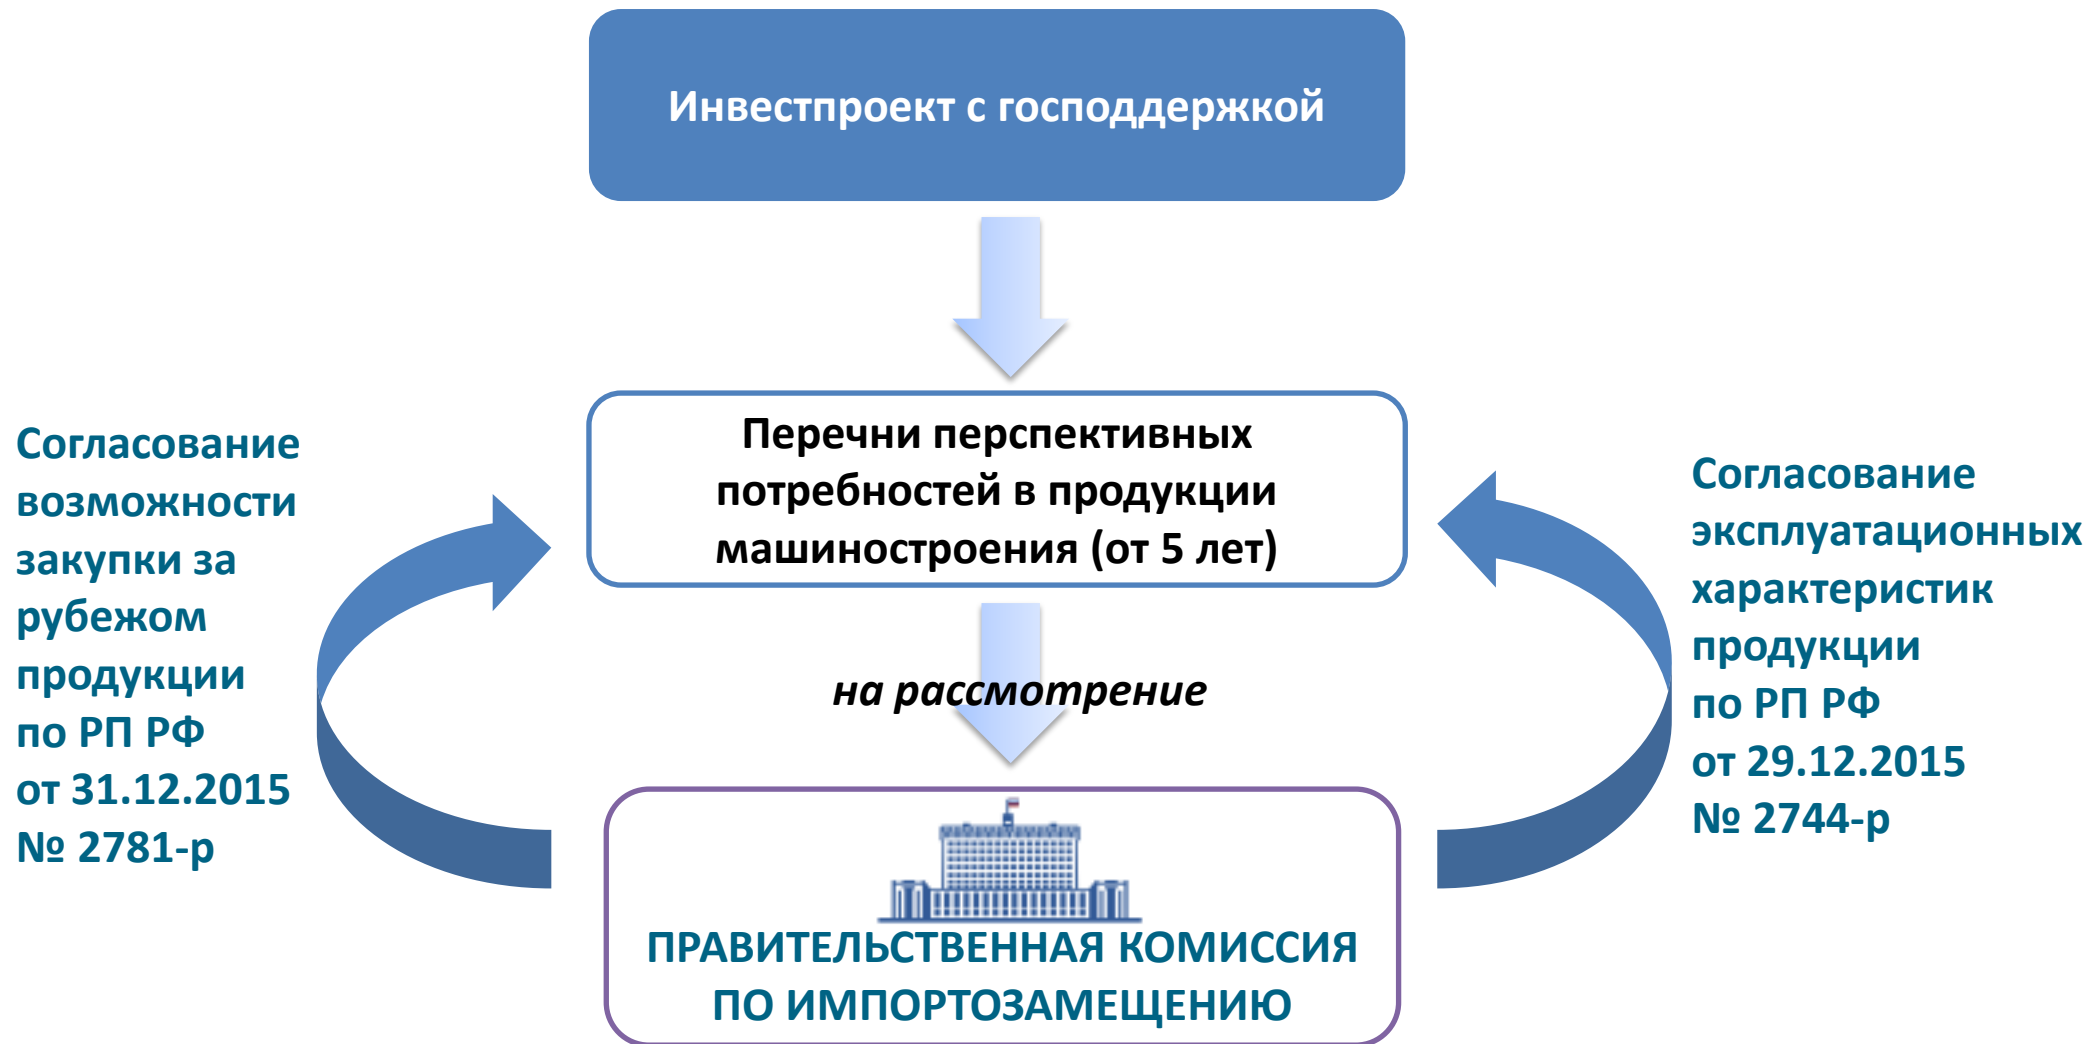 Инвестпроект с господдержкой
Перечни перспективных
потребностей в продукции
машиностроения (от 5 лет)
Согласование
возможности
закупки за
рубежом
продукции
по РП РФ
от 31.12.2015
№ 2781-р
на рассмотрение
Согласование
эксплуатационных
характеристик
продукции
по РП РФ
от 29.12.2015
№ 2744-р
ПРАВИТЕЛЬСТВЕННАЯ КОМИССИЯ
ПО ИМПОРТОЗАМЕЩЕНИЮ